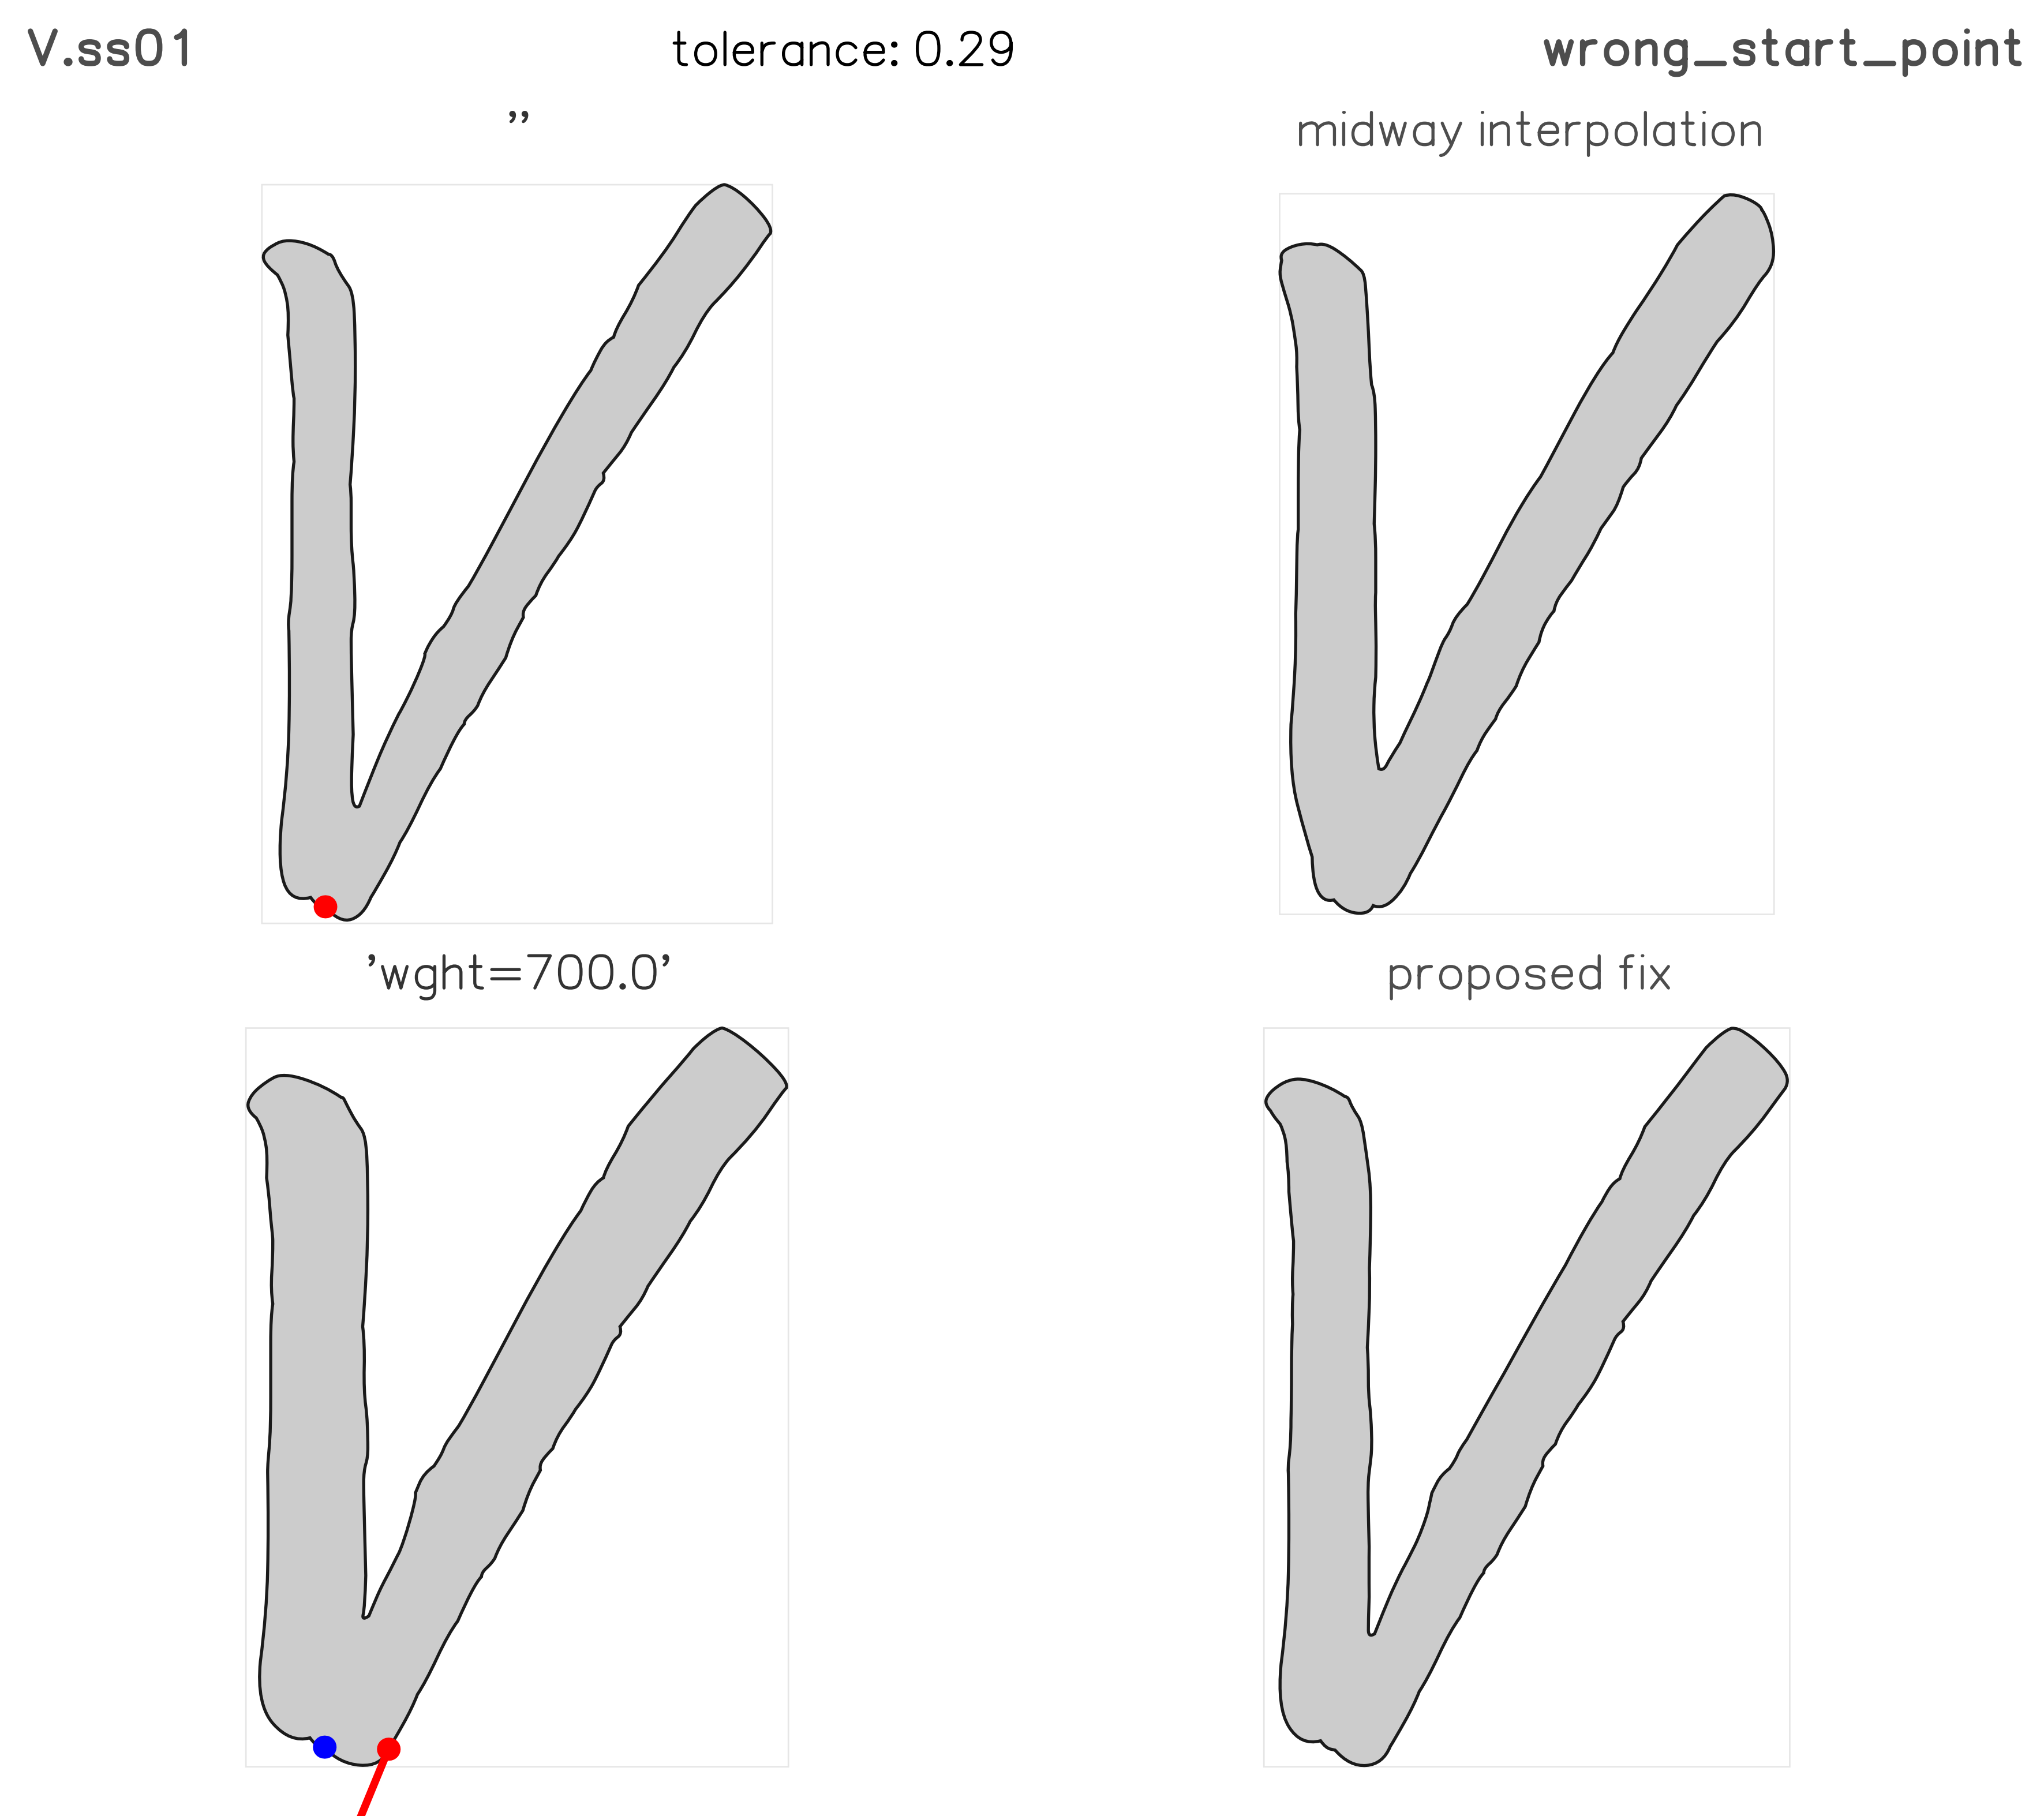 V.ss01 tolerance: 0.29 wrong_start_point
’’ midway interpolation
’wght=700.0’ proposed fix